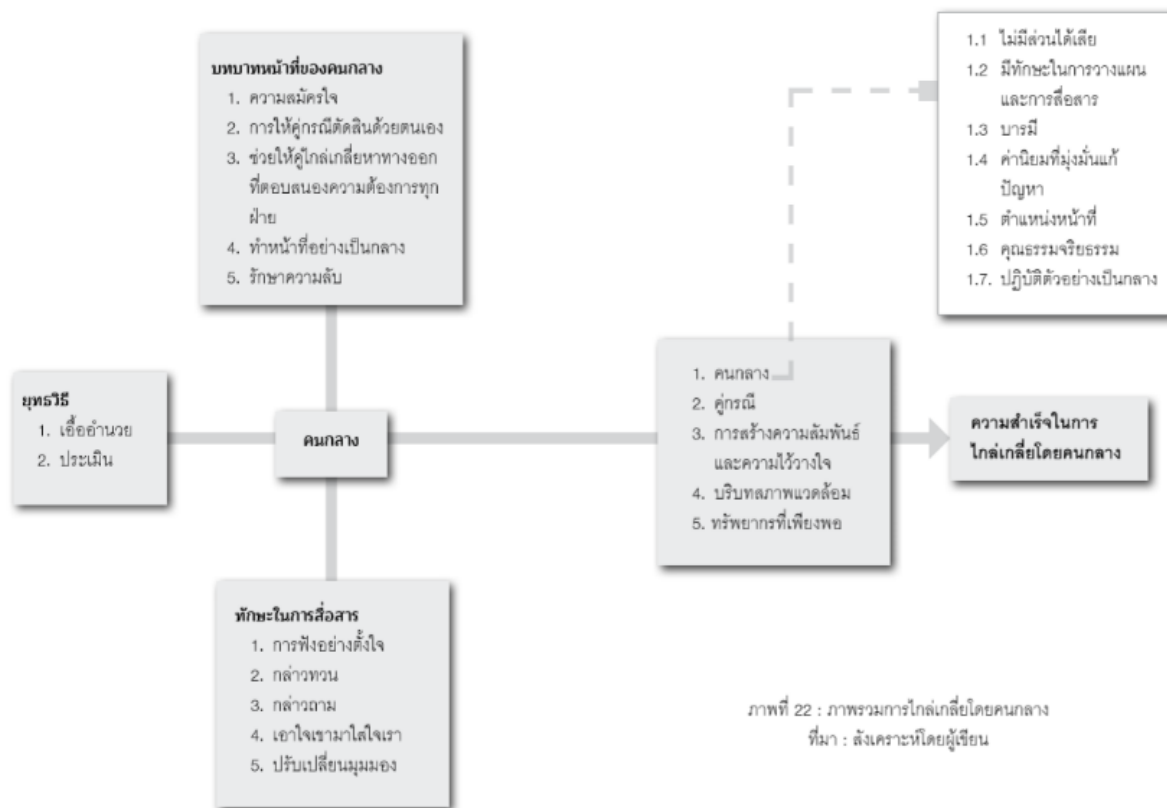 บทบาทหน้าที่ของคนกลาง
1. ความสมัครใจ
2. การให้คู่กรณีตัดสินด้วยตนเอง
3. ช่วยให้คู่ไกล่เกลี่ยหาทางออก
ที่ตอบสนองความต้องการทุก
ฝ่าย
4. ทำหน้าที่อย่างเป็นกลาง
5. รักษาความลับ
1.1 ไม่มีส่วนได้เสีย
1.2 มีทักษะในการวางแผน
และการสื่อสาร
1.3 บารมี
1.4 ค่านิยมที่มุ่งมั่นแก้
ปัญหา
1.5 ตำแหน่งหน้าที่
1.6 คุณธรรมจริยธรรม
1.7. ปฏิบัติตัวอย่างเป็นกลาง
ยุทธวิธี
1. เอื้ออำนวย
2. ประเมิน
คนกลาง
1. คนกลาง
2. คู่กรณี
3. การสร้างความสัมพันธ์
และความไว้วางใจ
4. บริบทสภาพแวดล้อม
5. ทรัพยากรที่เพียงพอ
ความสำเร็จในการ
ไกล่เกลี่ยโดยคนกลาง
ทักษะในการสื่อสาร
1. การฟังอย่างตั้งใจ
2. กล่าวทวน
3. กล่าวถาม
4. เอาใจเขามาใส่ใจเรา
5. ปรับเปลี่ยนมุมมอง
ภาพที่ 22 : ภาพรวมการไกล่เกลี่ยโดยคนกลาง
ที่มา : สังเคราะห์โดยผู้เขียน